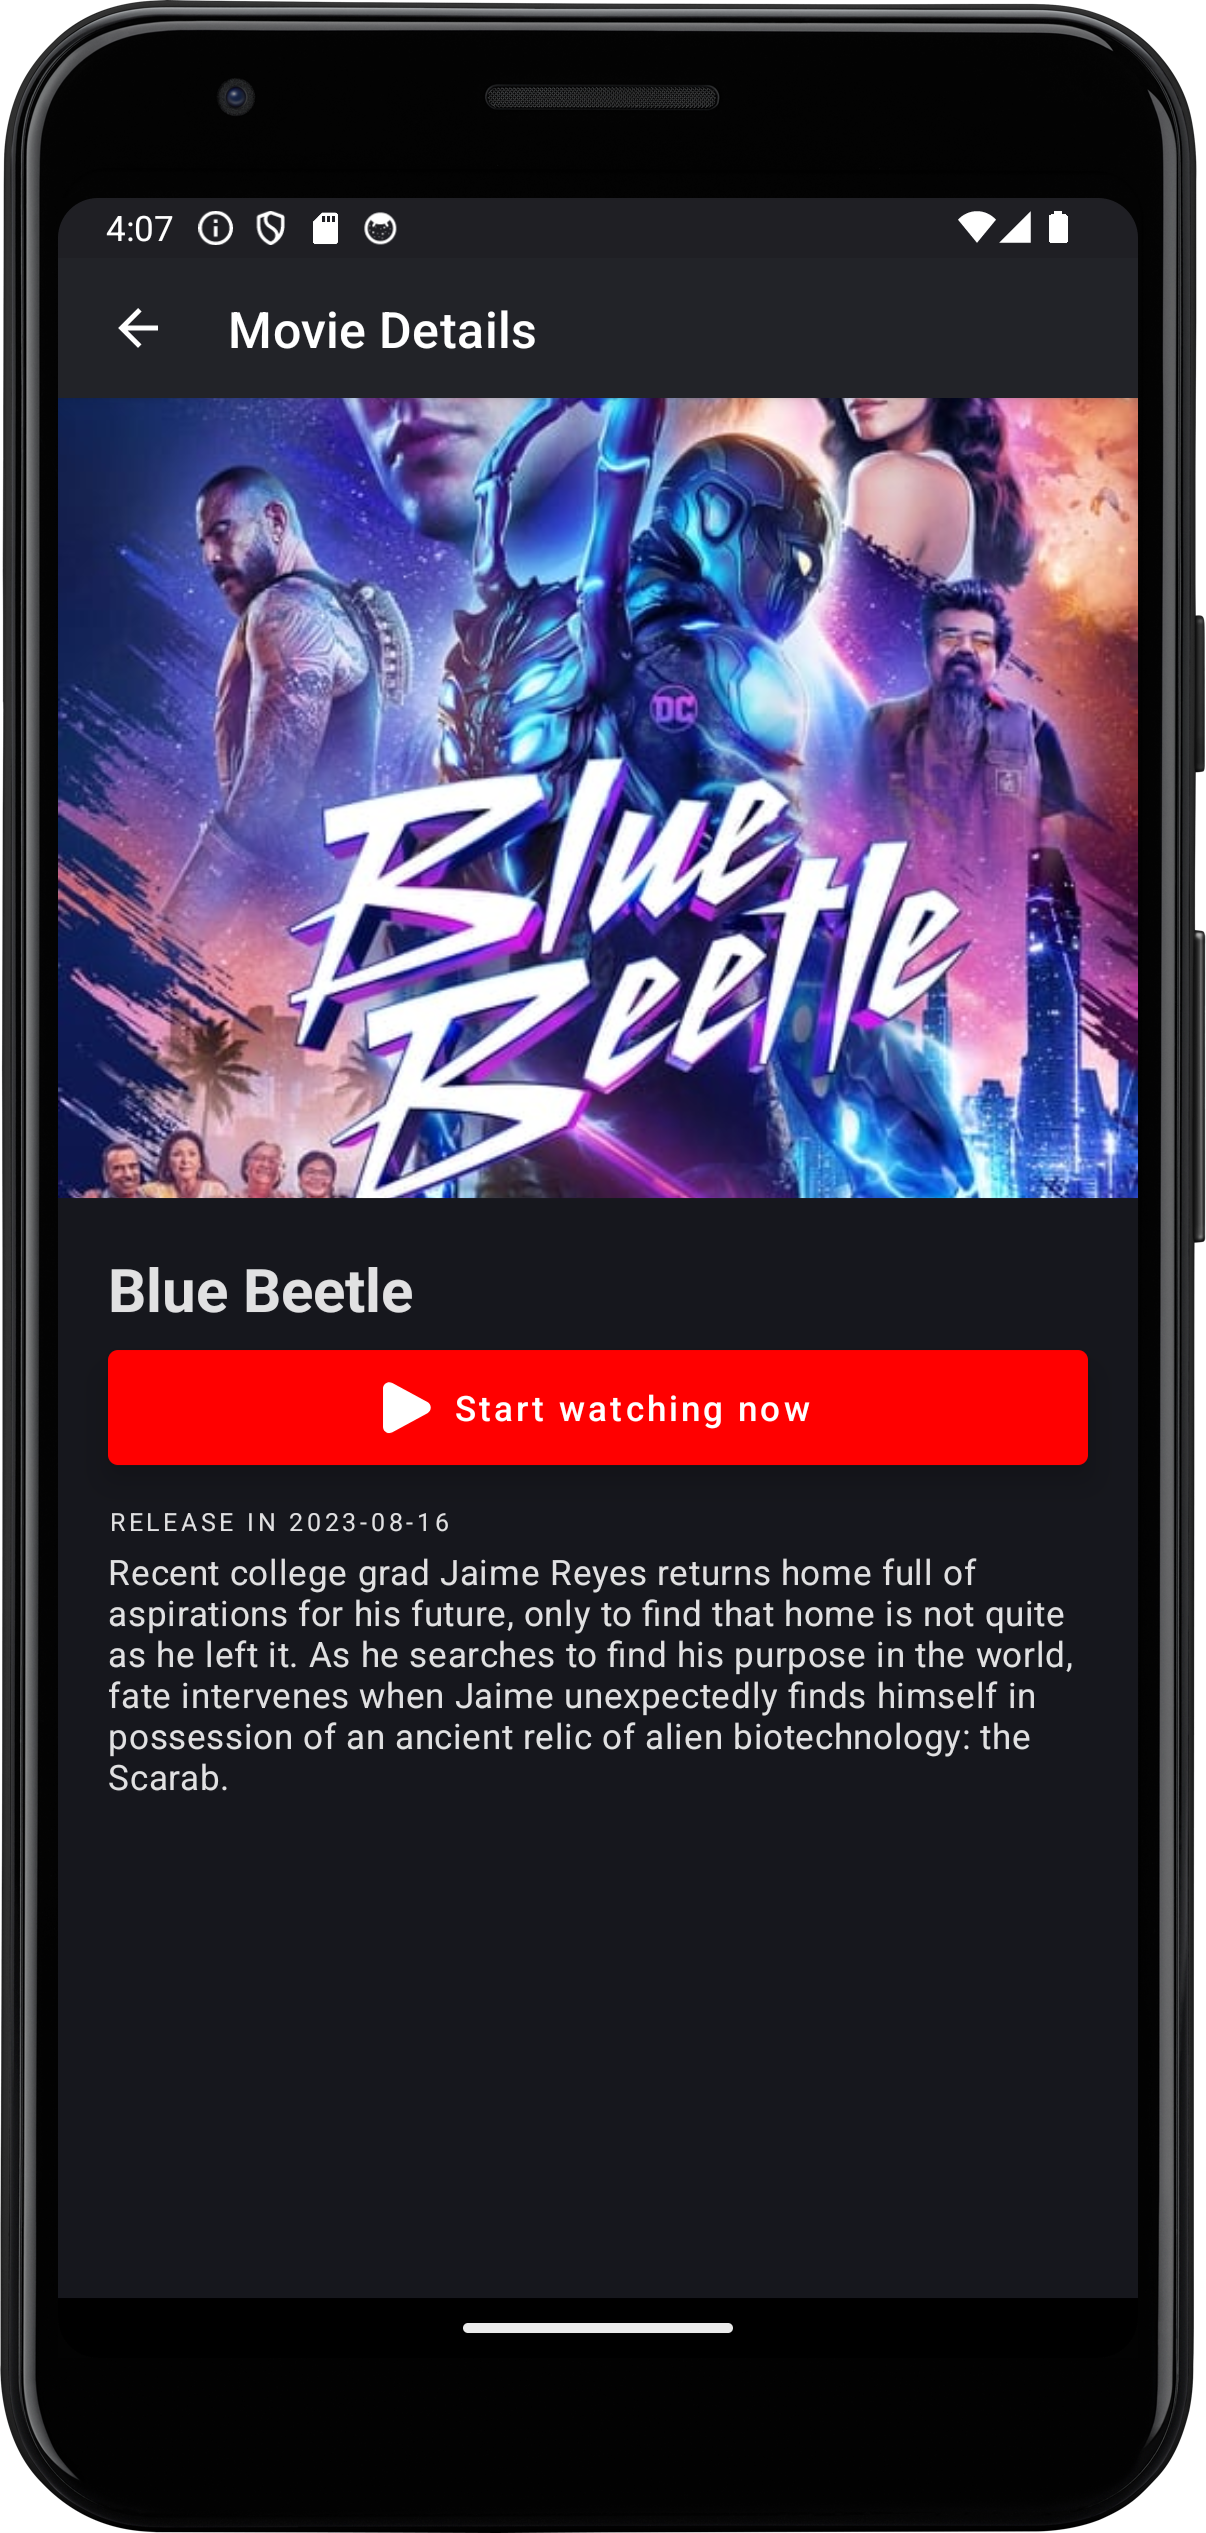 4:07
Movie Details
DC
Blue
Beetle
Blue Beetle
Start watching now
RELEASE IN 2023-08-16
Recent college grad Jaime Reyes returns home full of
aspirations for his future, only to find that home is not quite
as he left it. As he searches to find his purpose in the world,
fate intervenes when Jaime unexpectedly finds himself in
possession of an ancient relic of alien biotechnology: the
Scarab.